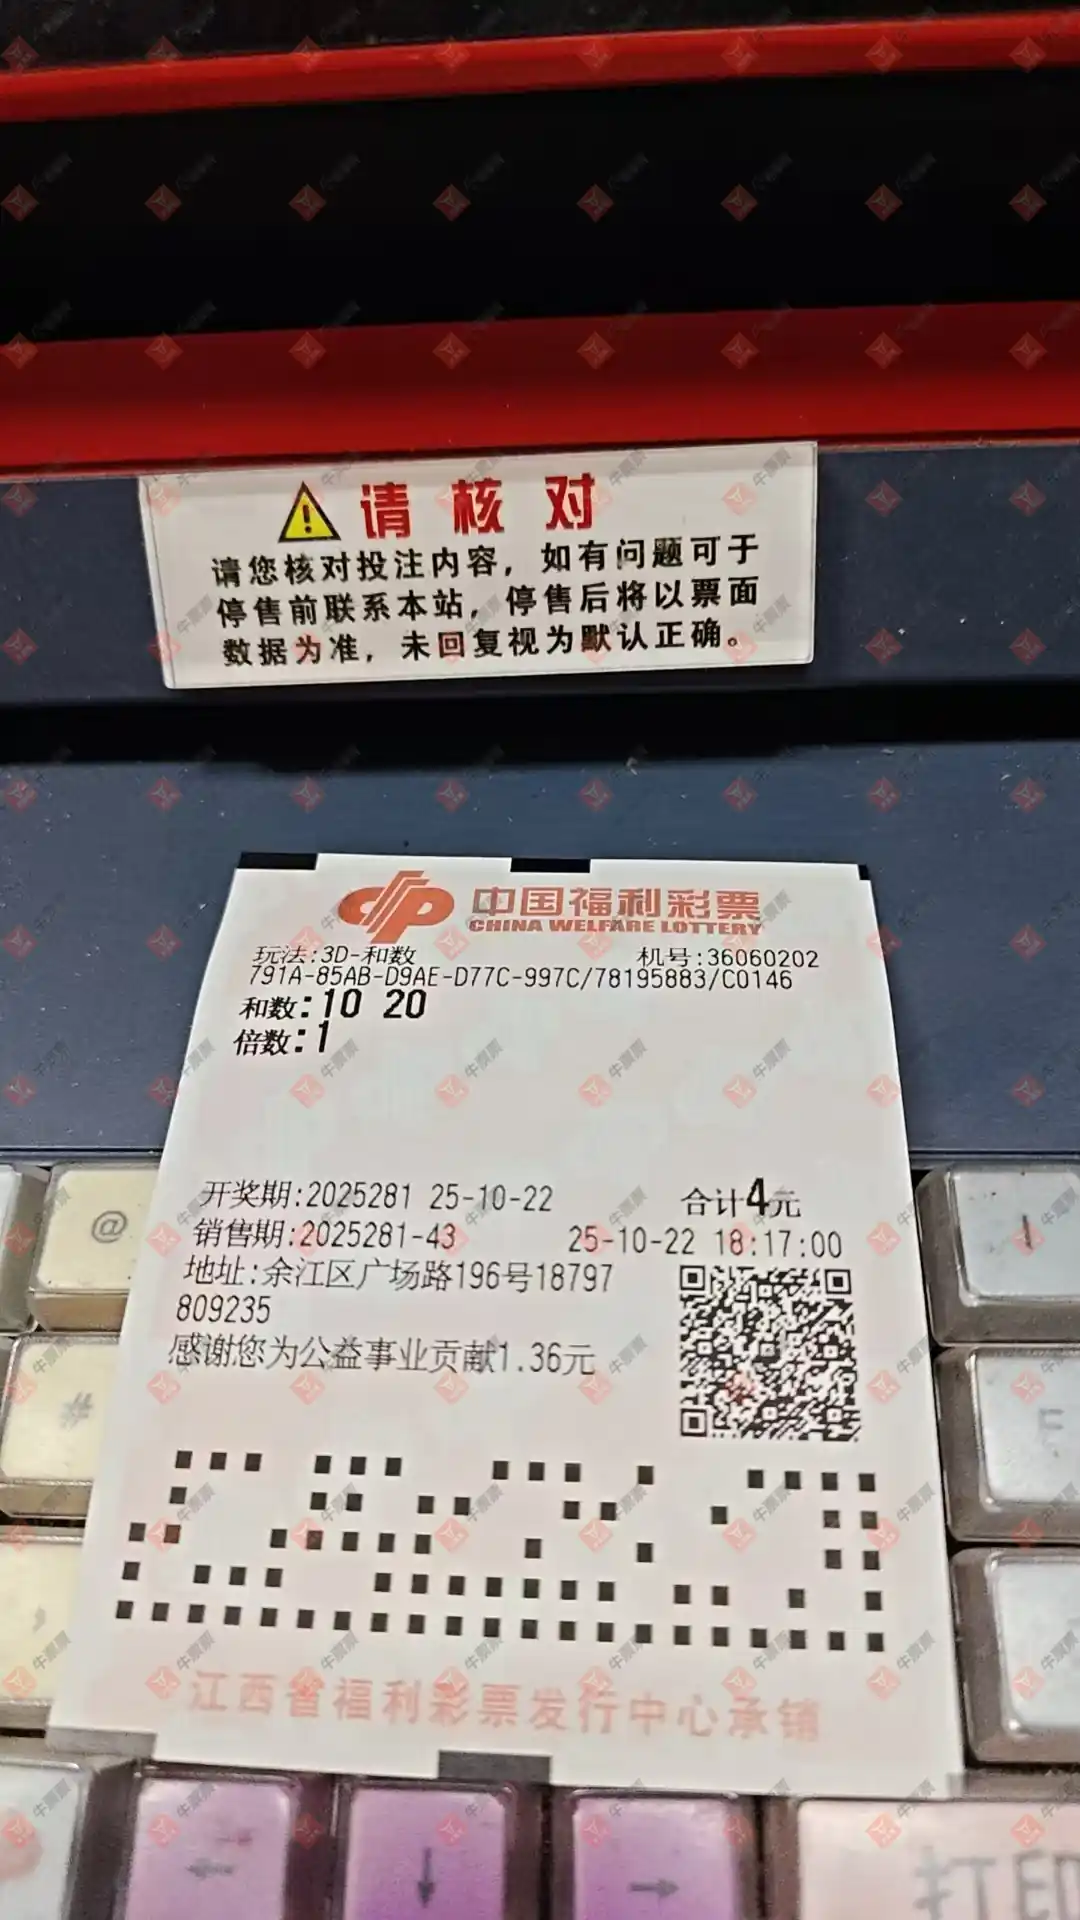 请核对
请您核对投注内容，如有问题可于
停售前联系本站，停售后将以票面
数据为准，未回复视为默认正确。
中国福利彩票
CHINA WELFARE LOTTERY
玩法:3D-和数 机号:36060202
791A-85AB-D9AE-D77C-997C/78195883/C0146
和数:10 20
倍数:1
开奖期:2025281 25-10-22 合计4元
销售期:2025281-43 25-10-22 18:17:00
地址:余江区广场路196号18797
809235
感谢您为公益事业贡献1.36元
江西省福利彩票发行中心承销
@
#
牛票票